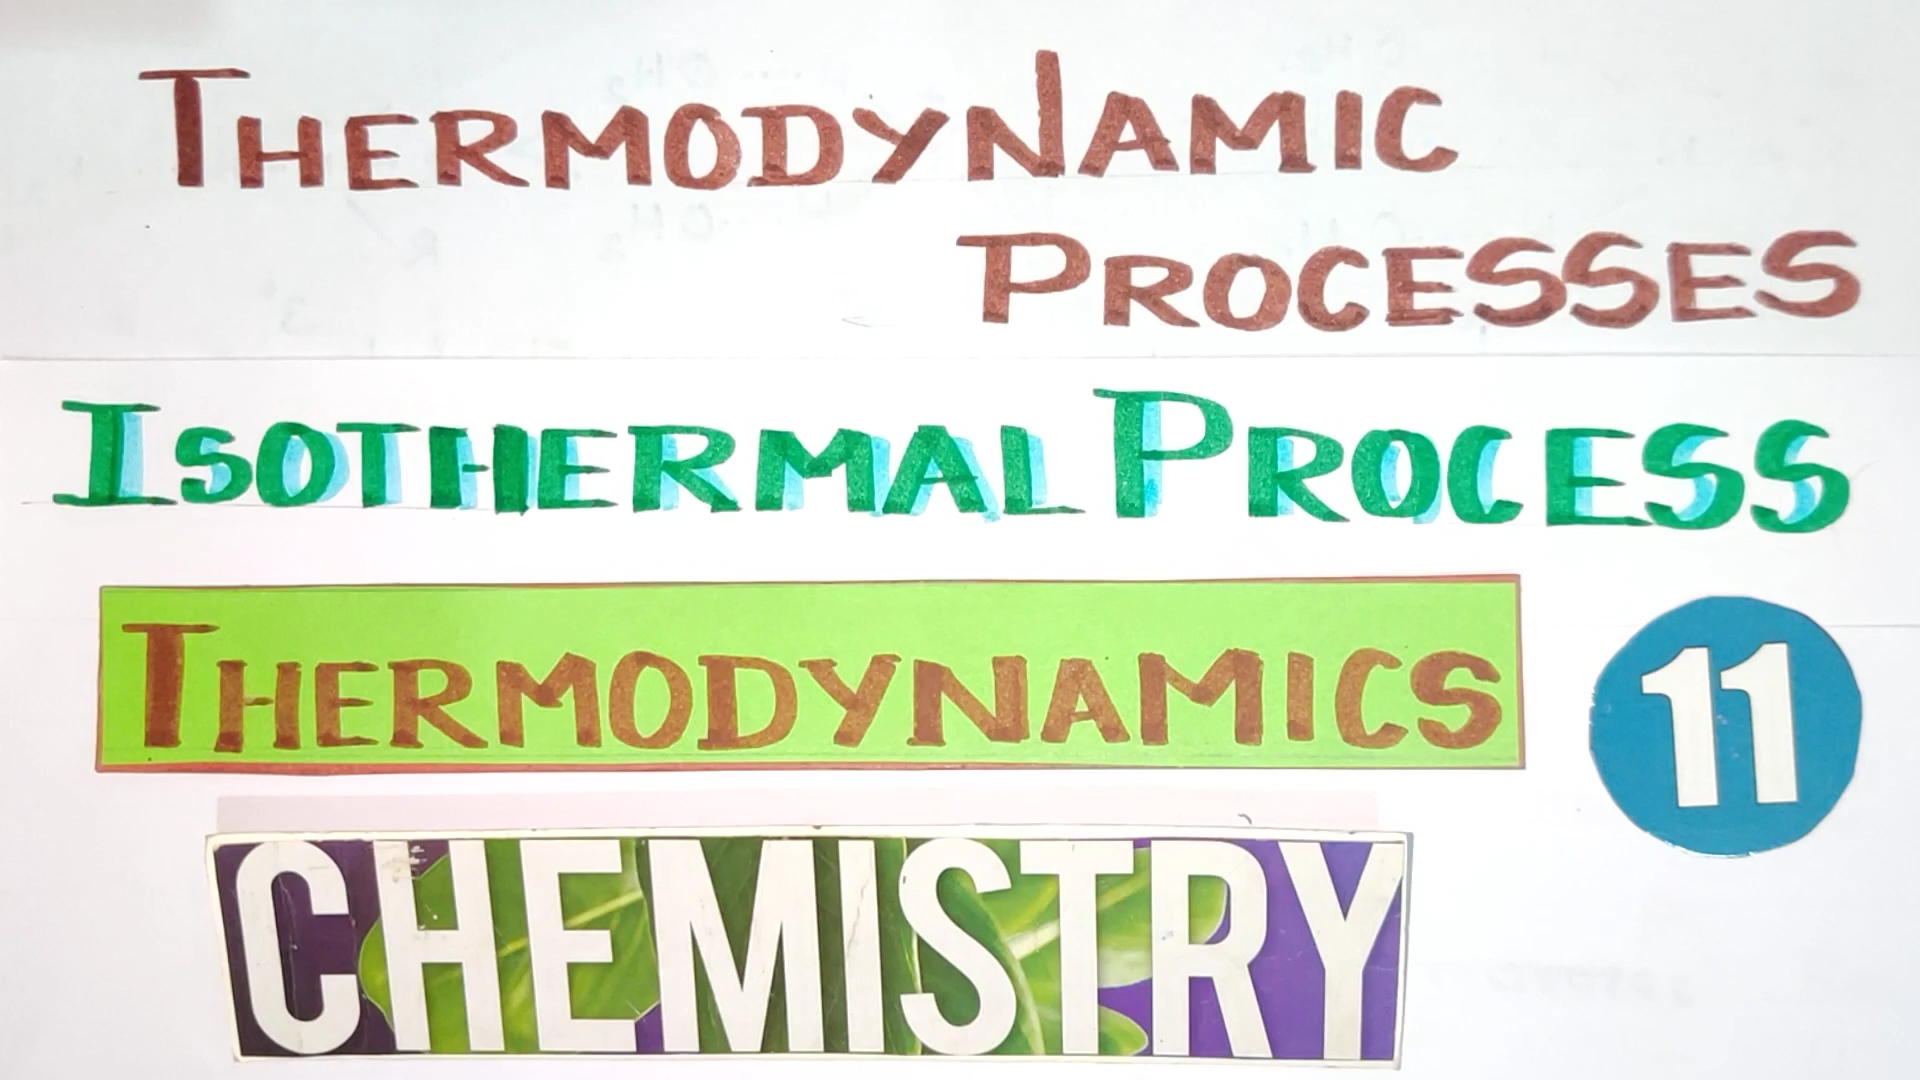 THERMODYNAMIC
PROCESSES
ISOTHERMAL PROCESS
THERMODYNAMICS
11
CHEMISTRY